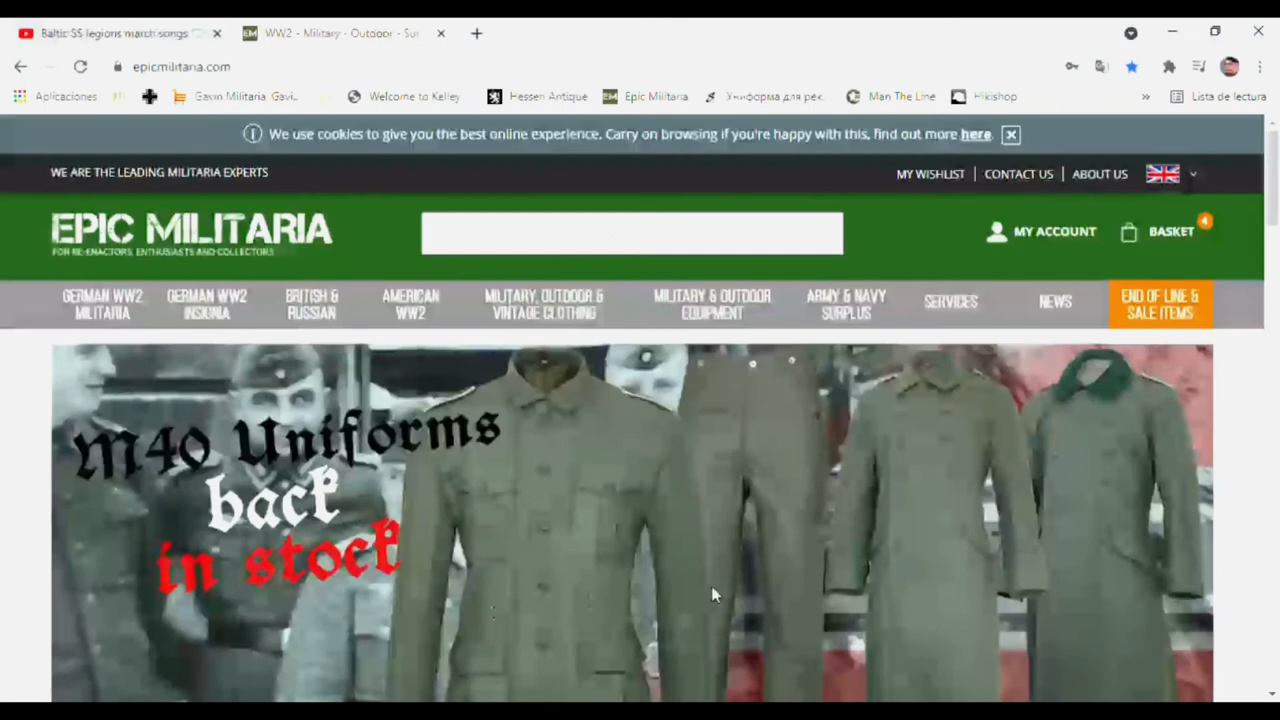 Baltic SS legions march songs
WW2 - Military - Outdoor - Sur
epicmilitaria.com
Aplicaciones
Gavin Militaria. Gavi...
Welcome to Kelley
Hessen Antique
Epic Militaria
Униформа для рек...
Man The Line
Hikishop
»
Lista de lectura
We use cookies to give you the best online experience. Carry on browsing if you're happy with this, find out more here.
WE ARE THE LEADING MILITARIA EXPERTS
MY WISHLIST | CONTACT US | ABOUT US
EPIC MILITARIA
FOR RE-ENACTORS, ENTHUSIASTS AND COLLECTORS
MY ACCOUNT
BASKET
4
GERMAN WW2
MILITARIA
GERMAN WW2
INSIGNIA
BRITISH &
RUSSIAN
AMERICAN
WW2
MILITARY, OUTDOOR &
VINTAGE CLOTHING
MILITARY & OUTDOOR
EQUIPMENT
ARMY & NAVY
SURPLUS
SERVICES
NEWS
END OF LINE &
SALE ITEMS
M40 Uniforms
back
in stock